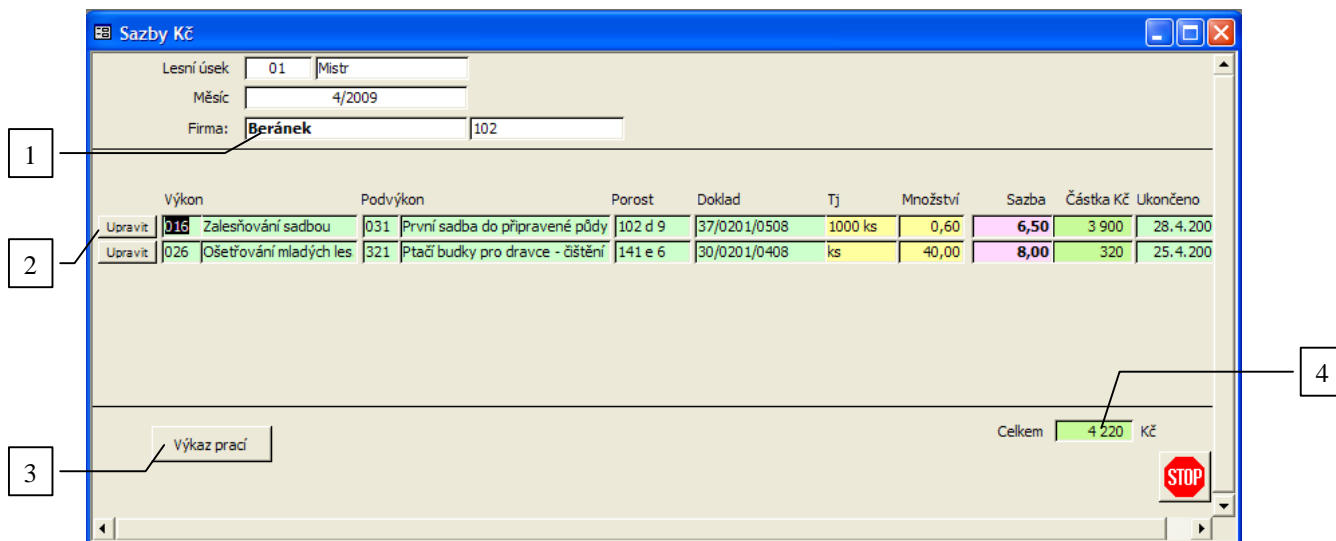 Sazby Kč
Lesní úsek 01 Mistr
Měsíc 4/2009
Firma: Beránek 102
1
Výkon Podvýkon Porost Doklad Tj Množství Sazba Částka Kč Ukončeno
Upravit 016 Zalesňování sadbou 031 První sadba do připravené půdy 102 d 9 37/0201/0508 1000 ks 0,60 6,50 3 900 28.4.200
2
Upravit 026 Ošetřování mladých les 321 Ptačí budky pro dravce - čištění 141 e 6 30/0201/0408 ks 40,00 8,00 320 25.4.200
4
Celkem 4 220 Kč
Výkaz prací
3
STOP